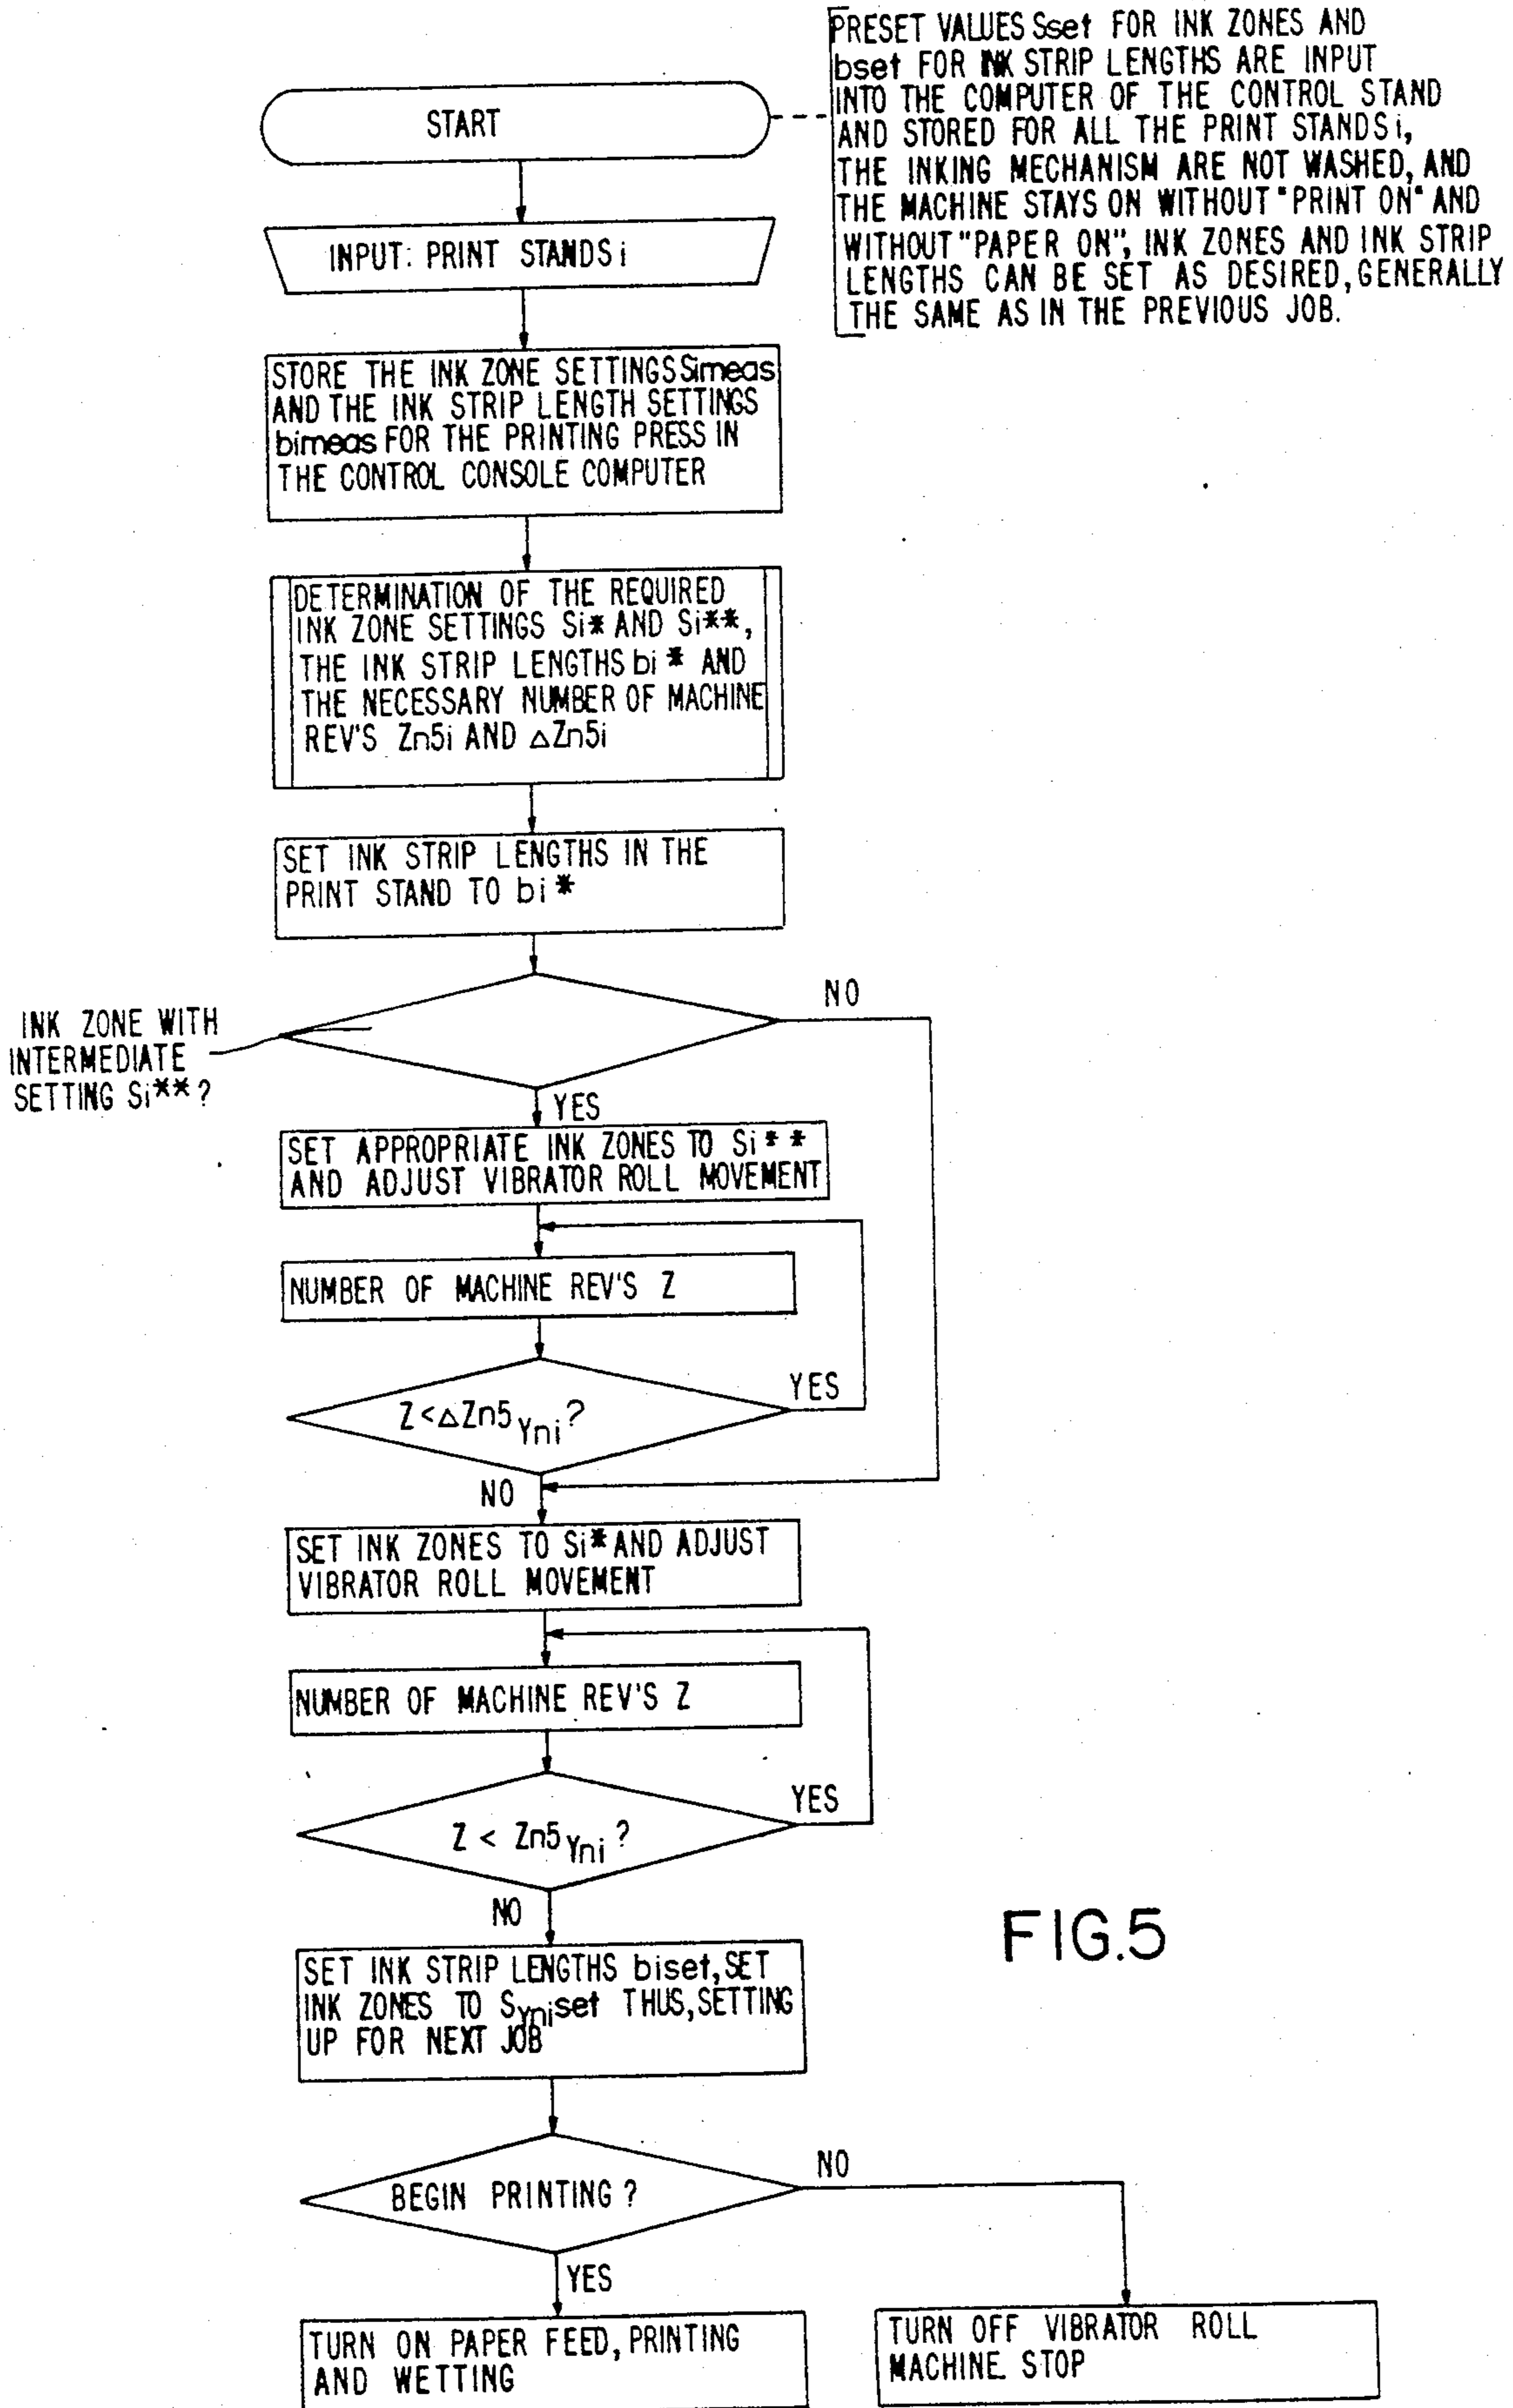 PRESET VALUES Sset FOR INK ZONES AND
bset FOR INK STRIP LENGTHS ARE INPUT
INTO THE COMPUTER OF THE CONTROL STAND
AND STORED FOR ALL THE PRINT STANDS i,
THE INKING MECHANISM ARE NOT WASHED, AND
THE MACHINE STAYS ON WITHOUT "PRINT ON" AND
WITHOUT "PAPER ON", INK ZONES AND INK STRIP
LENGTHS CAN BE SET AS DESIRED, GENERALLY
THE SAME AS IN THE PREVIOUS JOB.
START
INPUT: PRINT STANDS i
STORE THE INK ZONE SETTINGS Simeas
AND THE INK STRIP LENGTH SETTINGS
bimeas FOR THE PRINTING PRESS IN
THE CONTROL CONSOLE COMPUTER
DETERMINATION OF THE REQUIRED
INK ZONE SETTINGS Si* AND Si**,
THE INK STRIP LENGTHS bi* AND
THE NECESSARY NUMBER OF MACHINE
REV'S Zn5i AND △Zn5i
SET INK STRIP LENGTHS IN THE
PRINT STAND TO bi*
INK ZONE WITH
INTERMEDIATE
SETTING Si**?
NO
YES
SET APPROPRIATE INK ZONES TO Si**
AND ADJUST VIBRATOR ROLL MOVEMENT
NUMBER OF MACHINE REV'S Z
Z<△Zn5Yni?
YES
NO
SET INK ZONES TO Si* AND ADJUST
VIBRATOR ROLL MOVEMENT
NUMBER OF MACHINE REV'S Z
Z < Zn5Yni?
YES
NO
SET INK STRIP LENGTHS biset, SET
INK ZONES TO SYniset THUS, SETTING
UP FOR NEXT JOB
FIG.5
BEGIN PRINTING?
NO
YES
TURN ON PAPER FEED, PRINTING
AND WETTING
TURN OFF VIBRATOR ROLL
MACHINE STOP